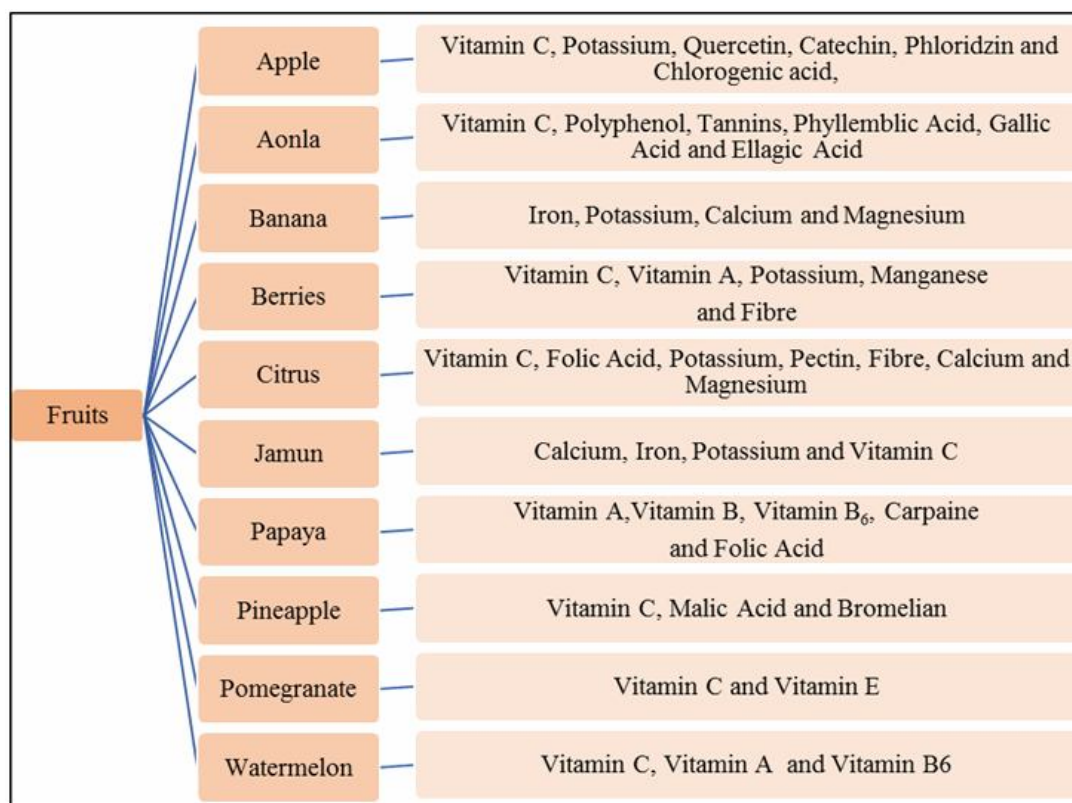 Fruits
Apple
Vitamin C, Potassium, Quercetin, Catechin, Phloridzin and
Chlorogenic acid,
Aonla
Vitamin C, Polyphenol, Tannins, Phyllemblic Acid, Gallic
Acid and Ellagic Acid
Banana
Iron, Potassium, Calcium and Magnesium
Berries
Vitamin C, Vitamin A, Potassium, Manganese
and Fibre
Citrus
Vitamin C, Folic Acid, Potassium, Pectin, Fibre, Calcium and
Magnesium
Jamun
Calcium, Iron, Potassium and Vitamin C
Papaya
Vitamin A,Vitamin B, Vitamin B₆, Carpaine
and Folic Acid
Pineapple
Vitamin C, Malic Acid and Bromelian
Pomegranate
Vitamin C and Vitamin E
Watermelon
Vitamin C, Vitamin A and Vitamin B6